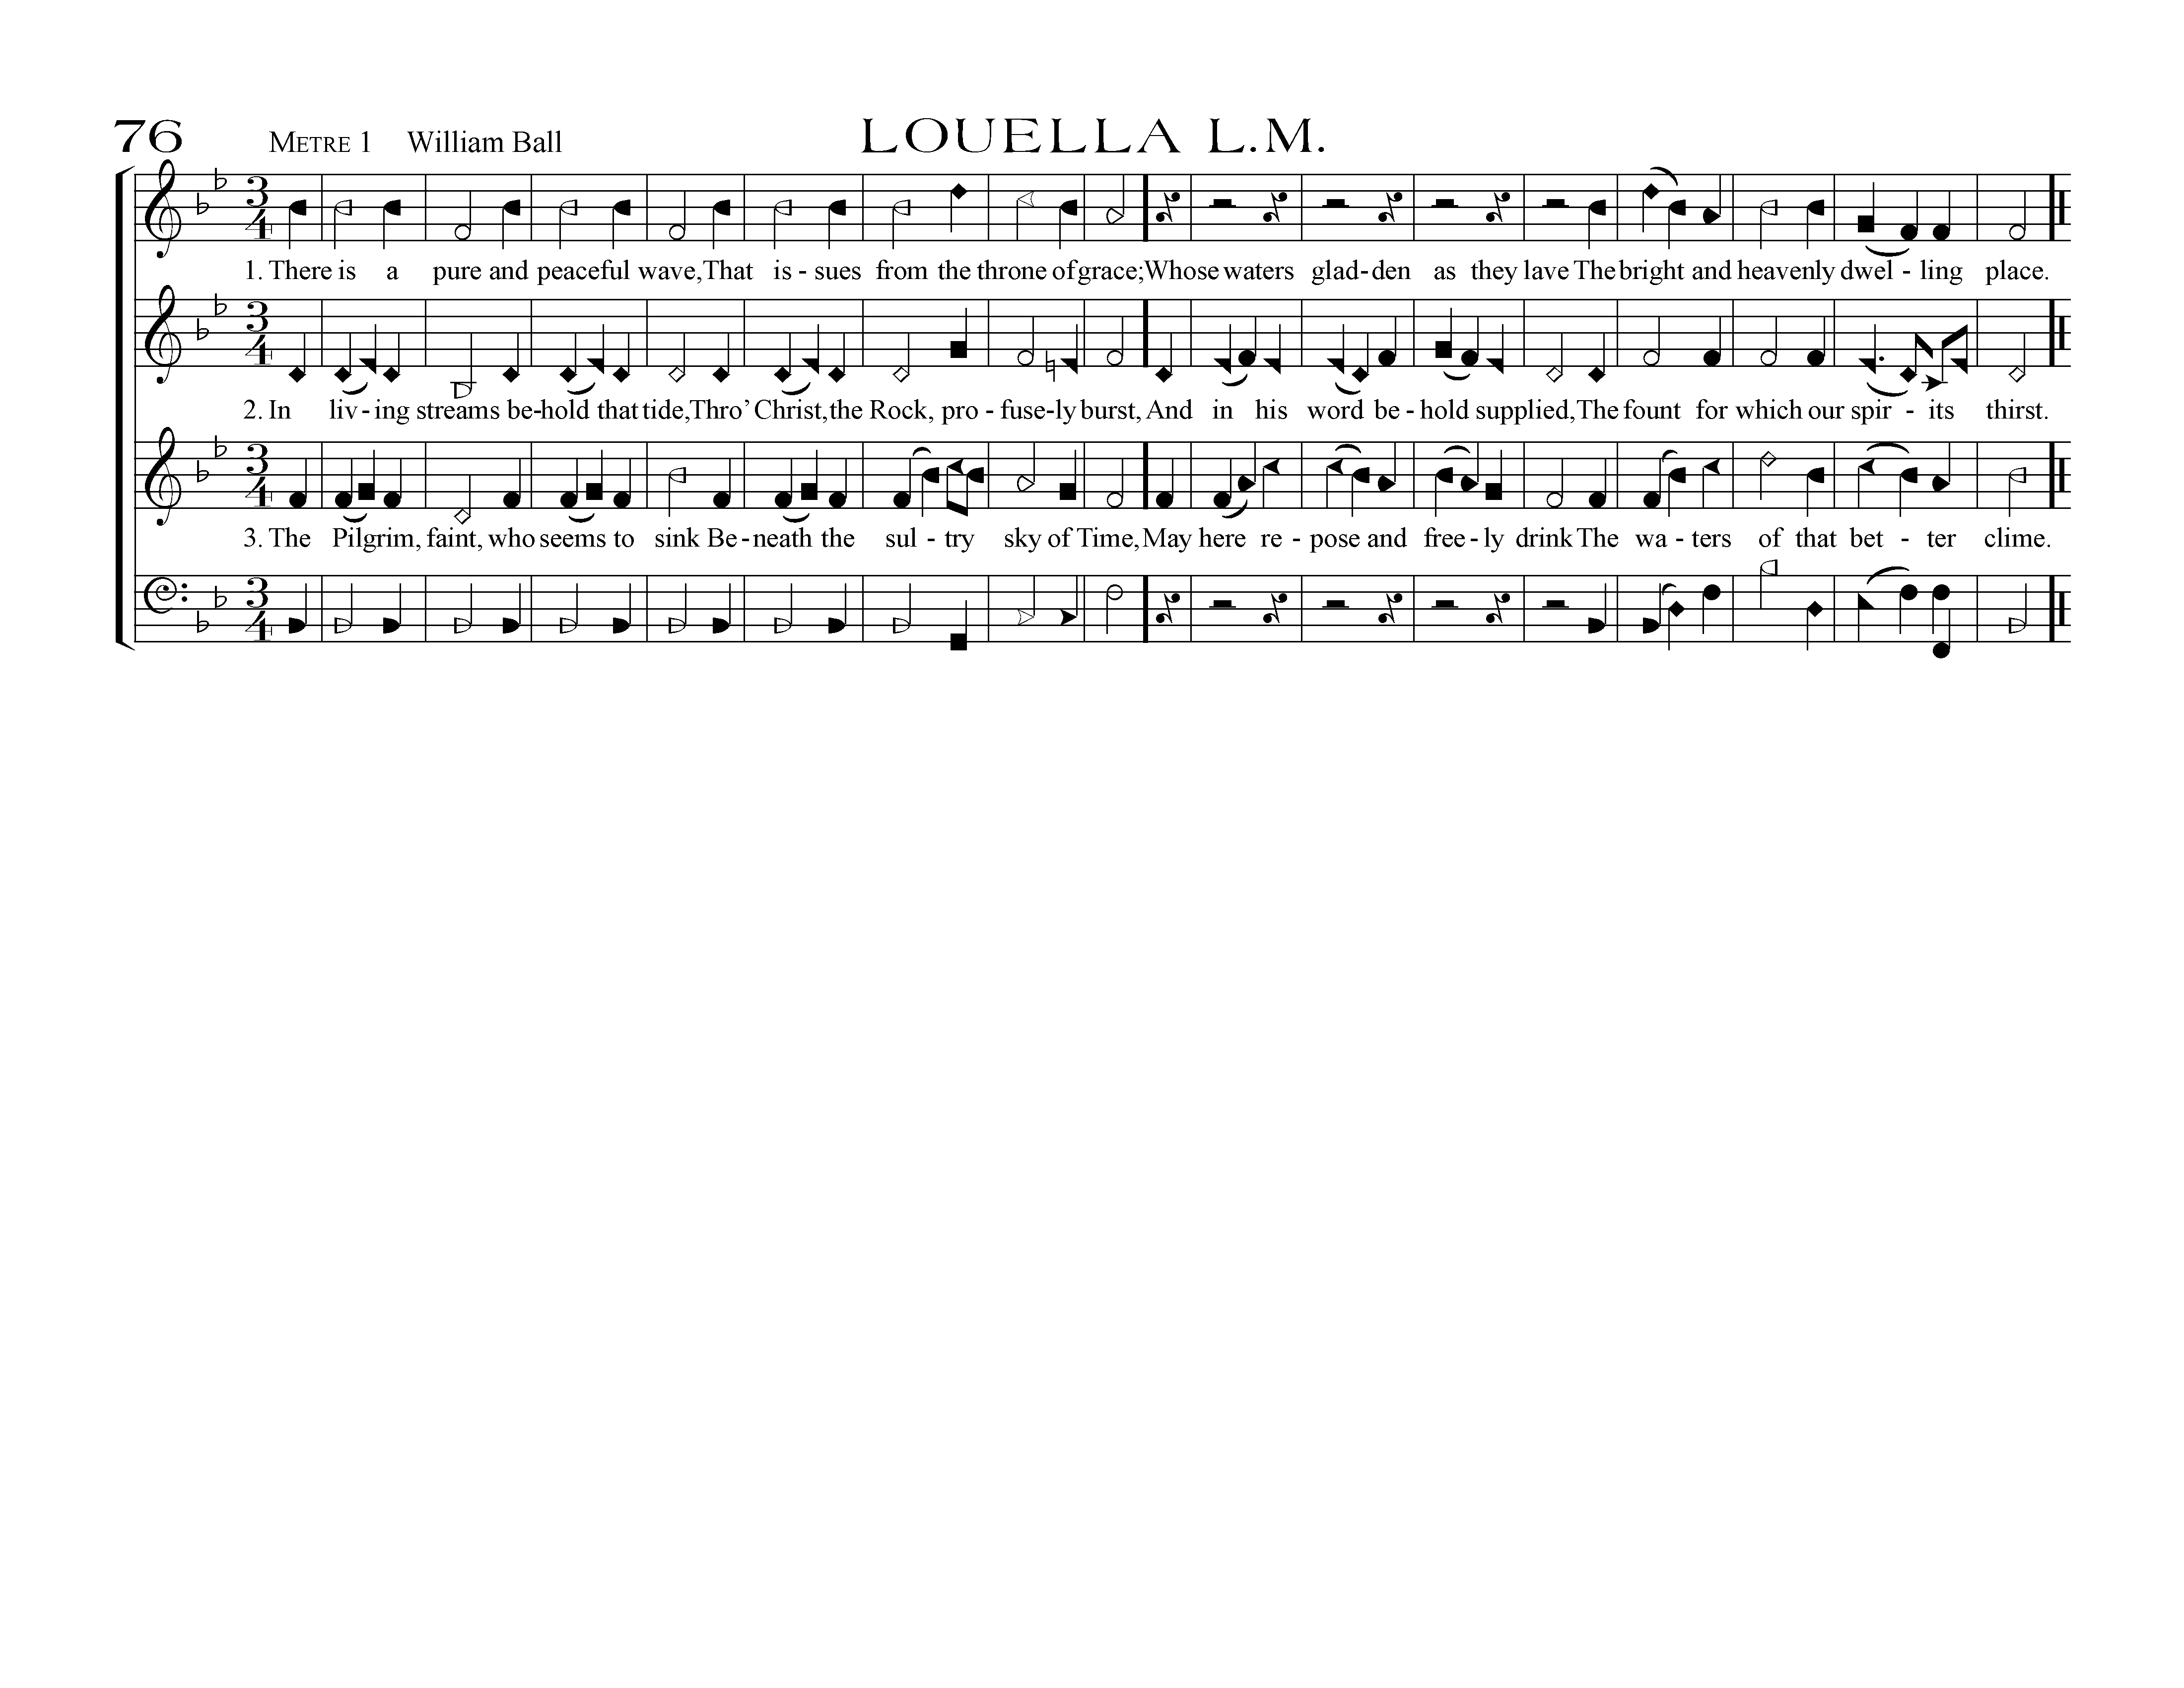 76 METRE 1 William Ball LOUELLA L.M.
1. There is a pure and peaceful wave, That is - sues from the throne of grace; Whose waters glad - den as they lave The bright and heavenly dwel - ling place.
2. In liv - ing streams be - hold that tide, Thro' Christ, the Rock, pro - fuse - ly burst, And in his word be - hold supplied, The fount for which our spir - its thirst.
3. The Pilgrim, faint, who seems to sink Be - neath the sul - try sky of Time, May here re - pose and free - ly drink The wa - ters of that bet - ter clime.